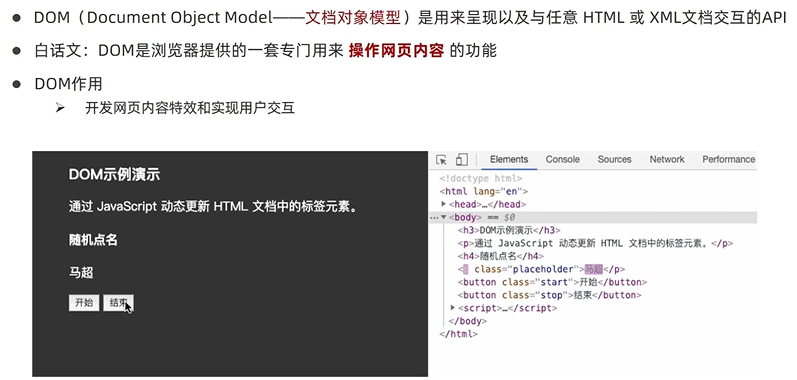 DOM（Document Object Model——文档对象模型）是用来呈现以及与任意 HTML 或 XML文档交互的API
白话文：DOM是浏览器提供的一套专门用来 操作网页内容 的功能
DOM作用
开发网页内容特效和实现用户交互
DOM示例演示
通过 JavaScript 动态更新 HTML 文档中的标签元素。
随机点名
马超
开始 结束
Elements Console Sources Network Performance
<!doctype html>
<html lang="en">
<head>…</head>
<body> == $0
<h3>DOM示例演示</h3>
<p>通过 JavaScript 动态更新 HTML 文档中的标签元素。</p>
<h4>随机点名</h4>
< class="placeholder">马超</p>
<button class="start">开始</button>
<button class="stop">结束</button>
<script>…</script>
</body>
</html>